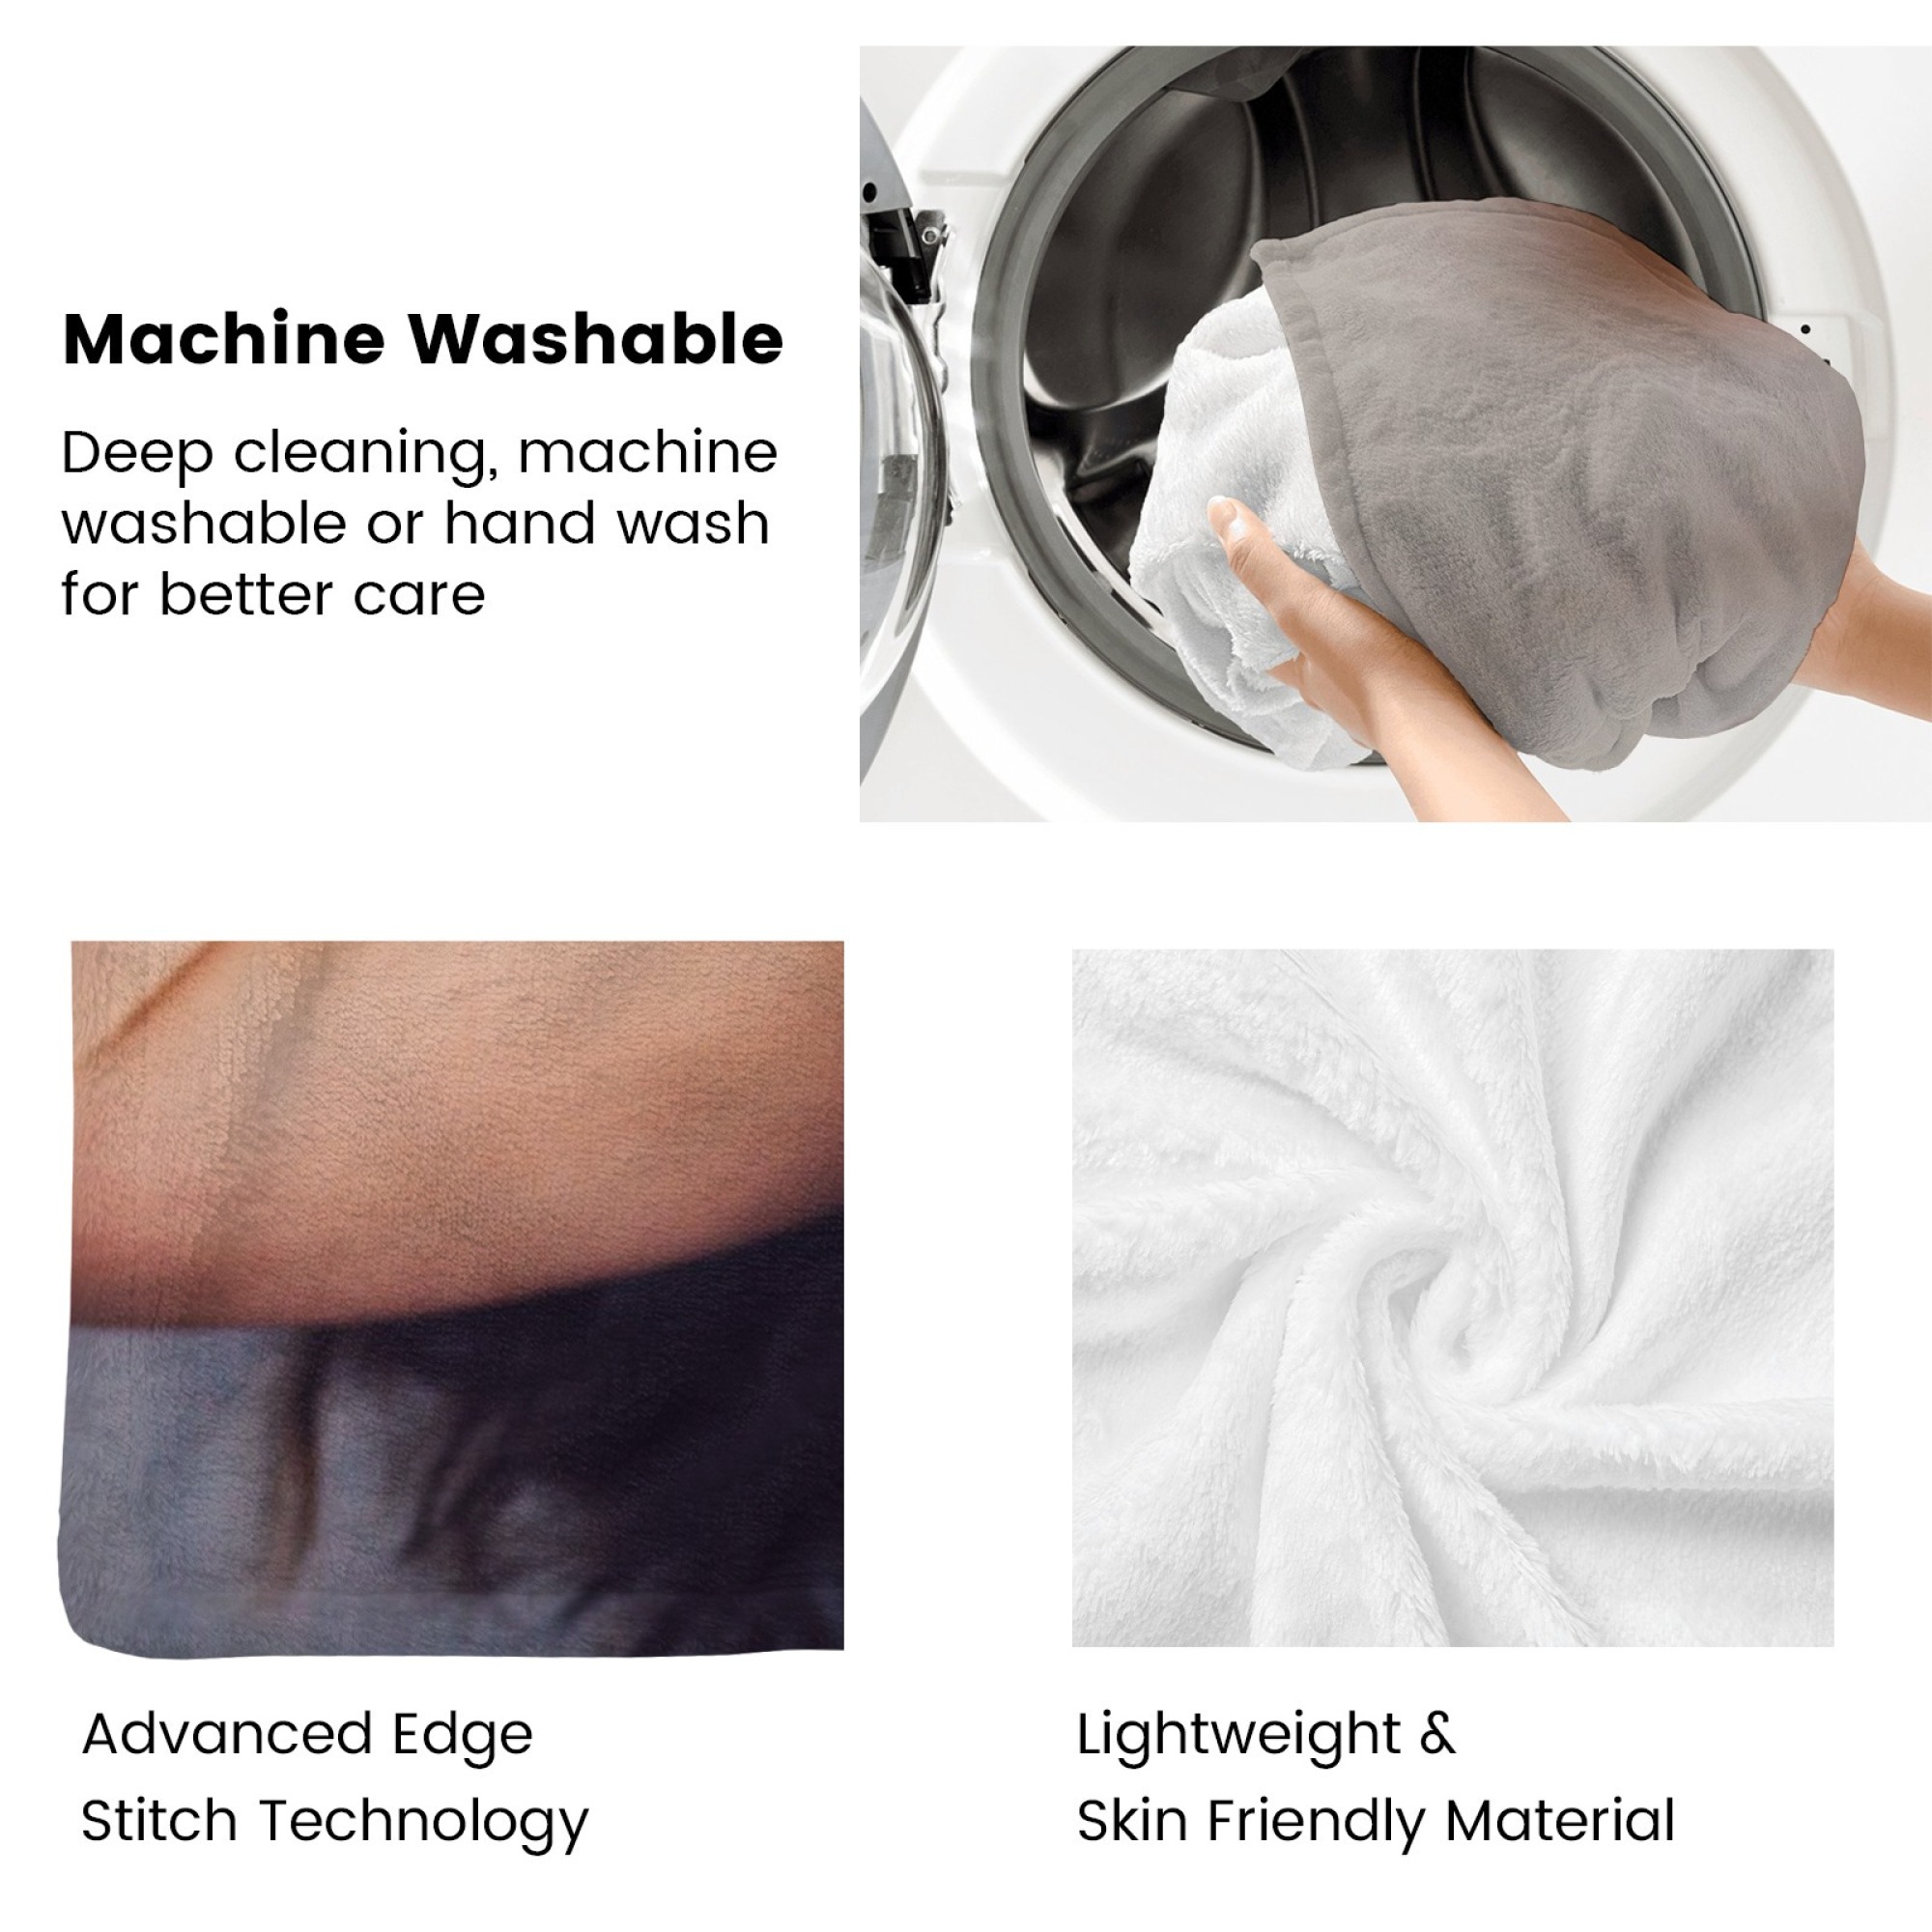 Machine Washable
Deep cleaning, machine
washable or hand wash
for better care
Advanced Edge
Stitch Technology
Lightweight &
Skin Friendly Material